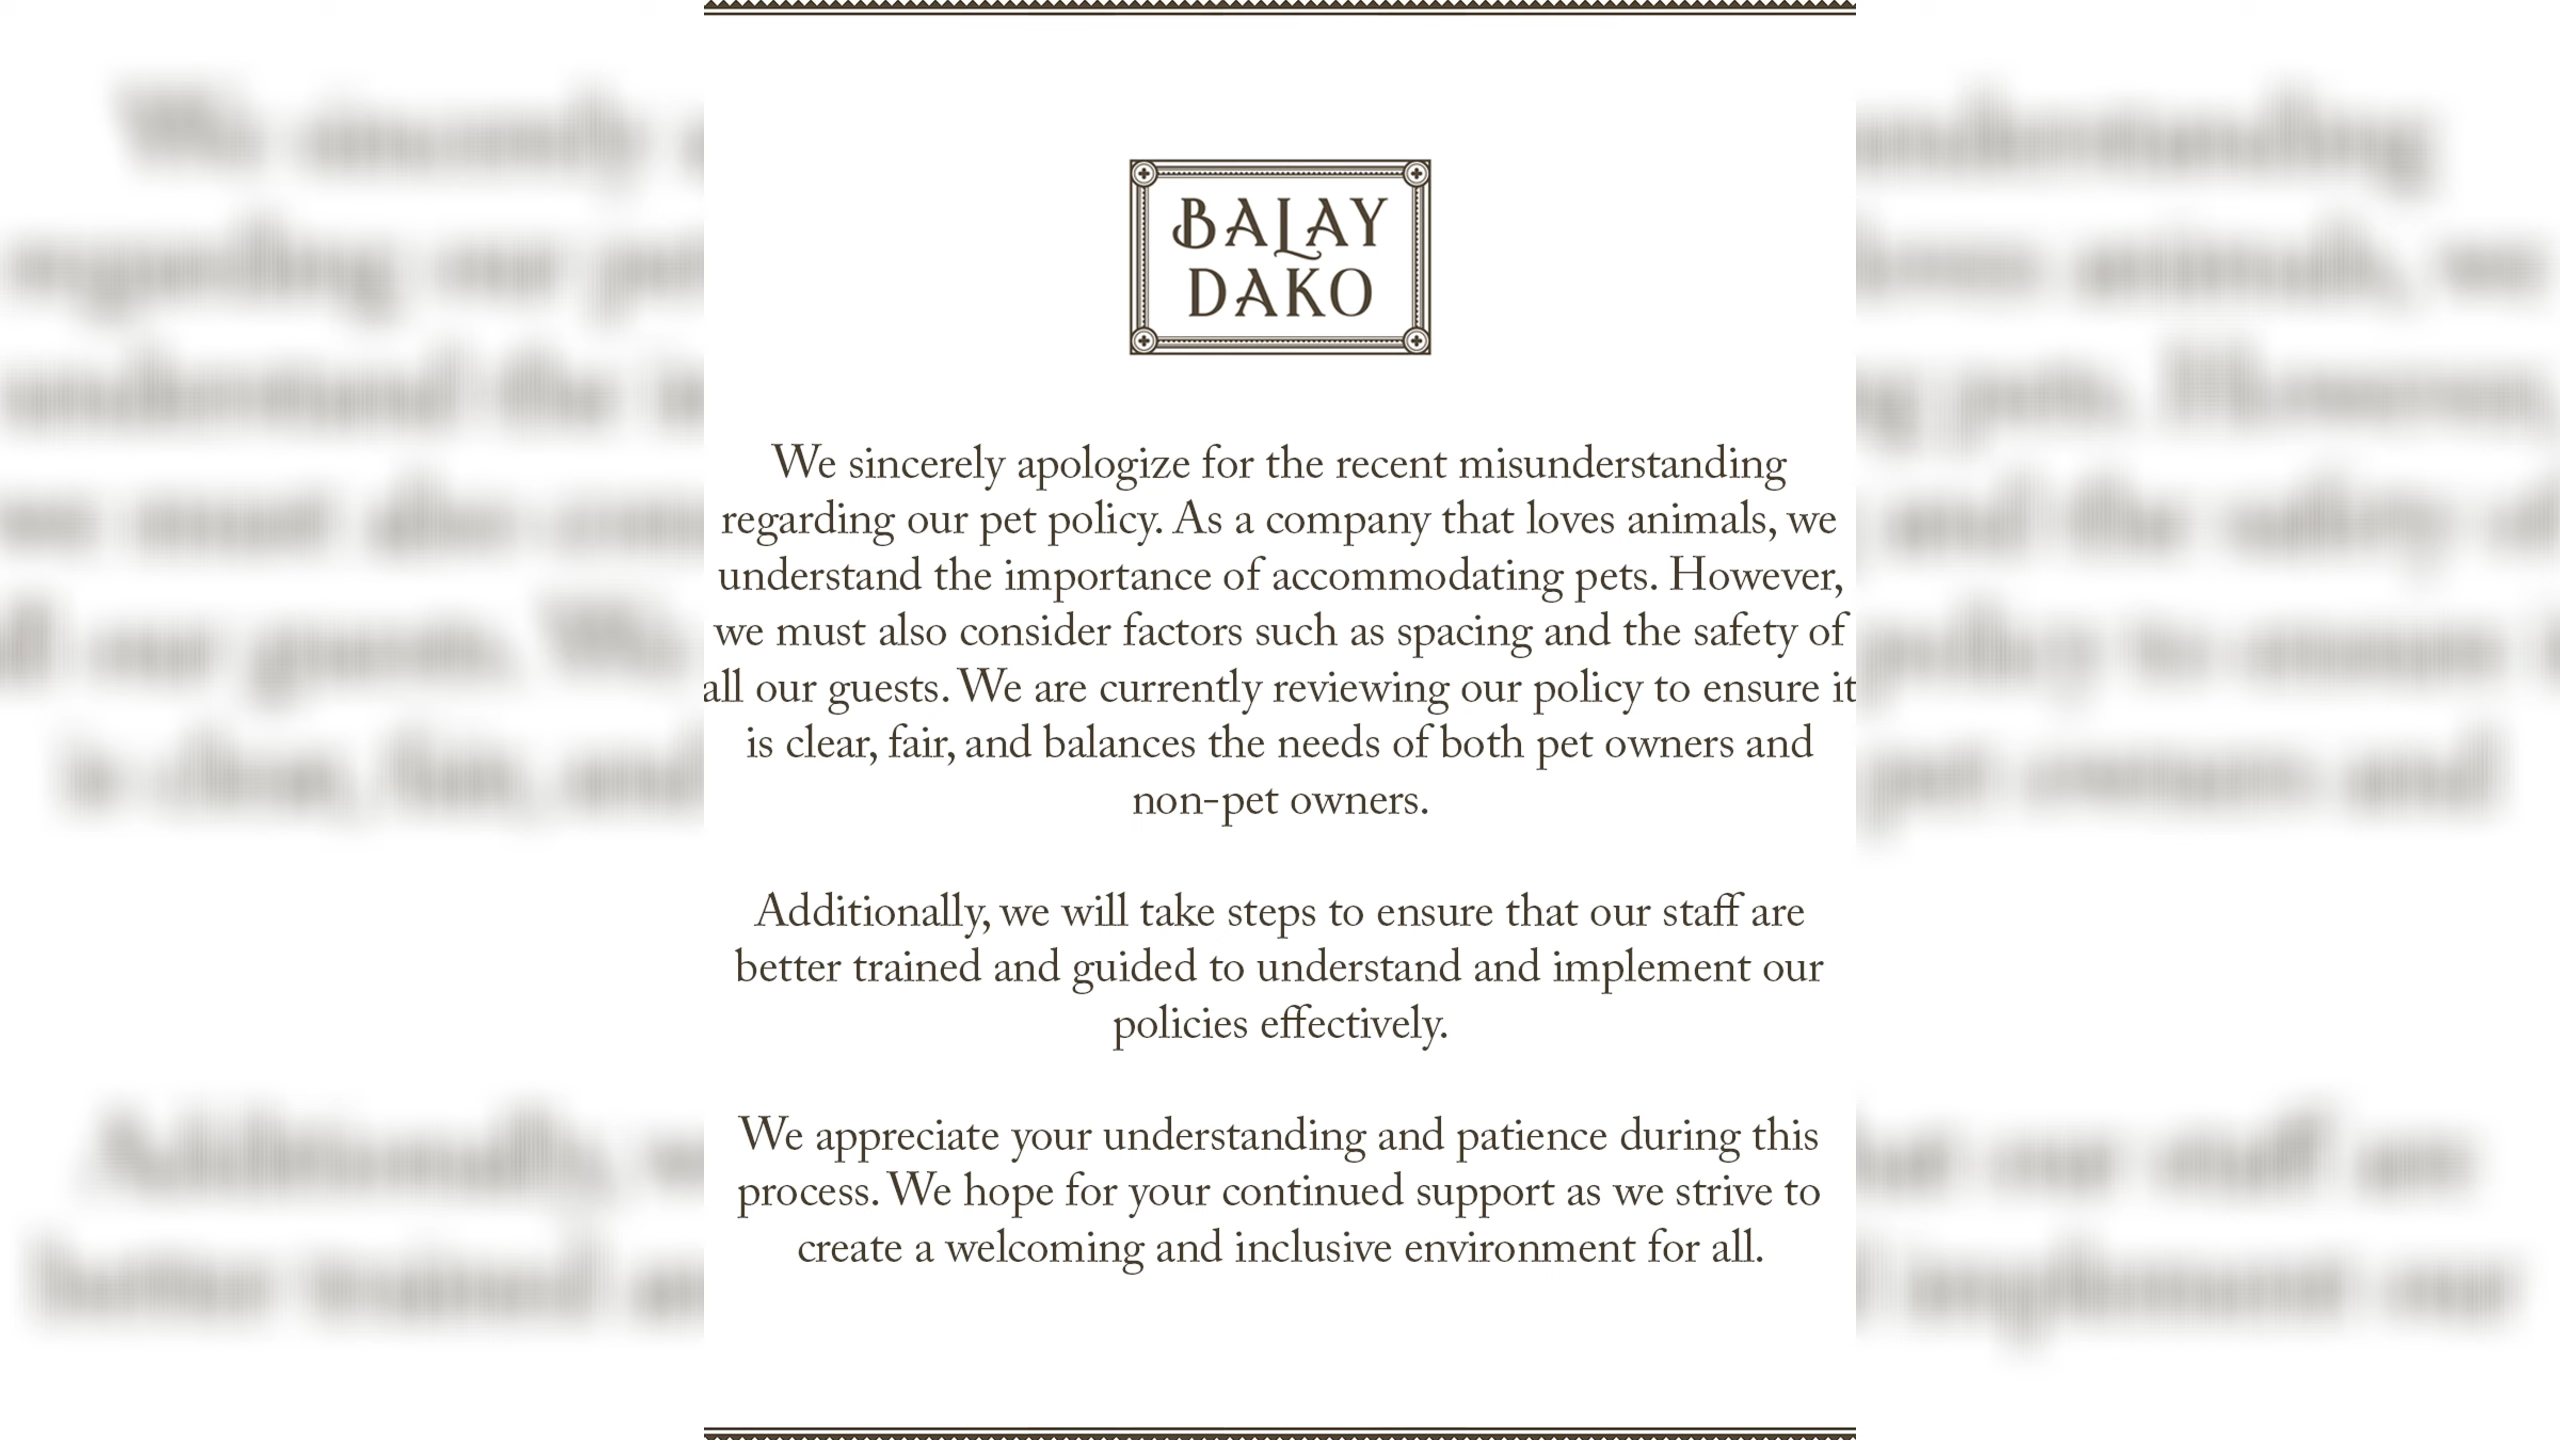 BALAY
DAKO
We sincerely apologize for the recent misunderstanding
regarding our pet policy. As a company that loves animals, we
understand the importance of accommodating pets. However,
we must also consider factors such as spacing and the safety of
all our guests. We are currently reviewing our policy to ensure it
is clear, fair, and balances the needs of both pet owners and
non-pet owners.
Additionally, we will take steps to ensure that our staff are
better trained and guided to understand and implement our
policies effectively.
We appreciate your understanding and patience during this
process. We hope for your continued support as we strive to
create a welcoming and inclusive environment for all.